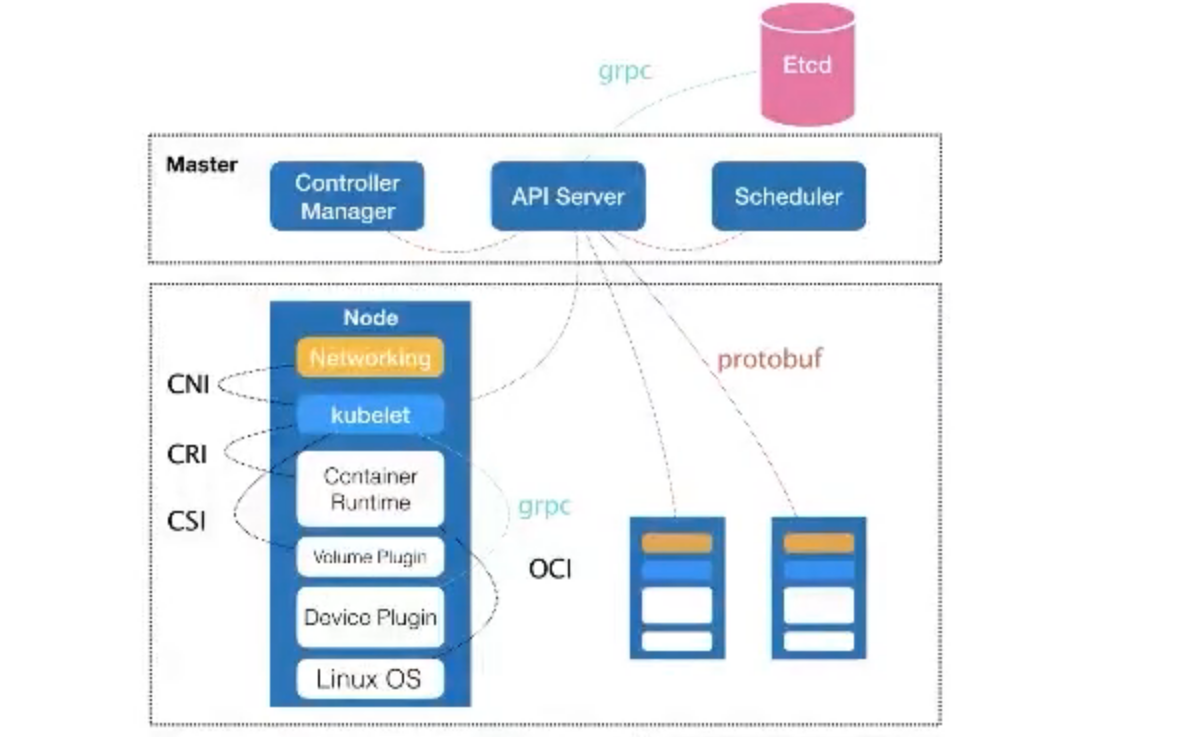 grpc
Etcd
Master
Controller
Manager
API Server
Scheduler
Node
Networking
CNI
kubelet
protobuf
CRI
Container
Runtime
CSI
grpc
Volume Plugin
OCI
Device Plugin
Linux OS